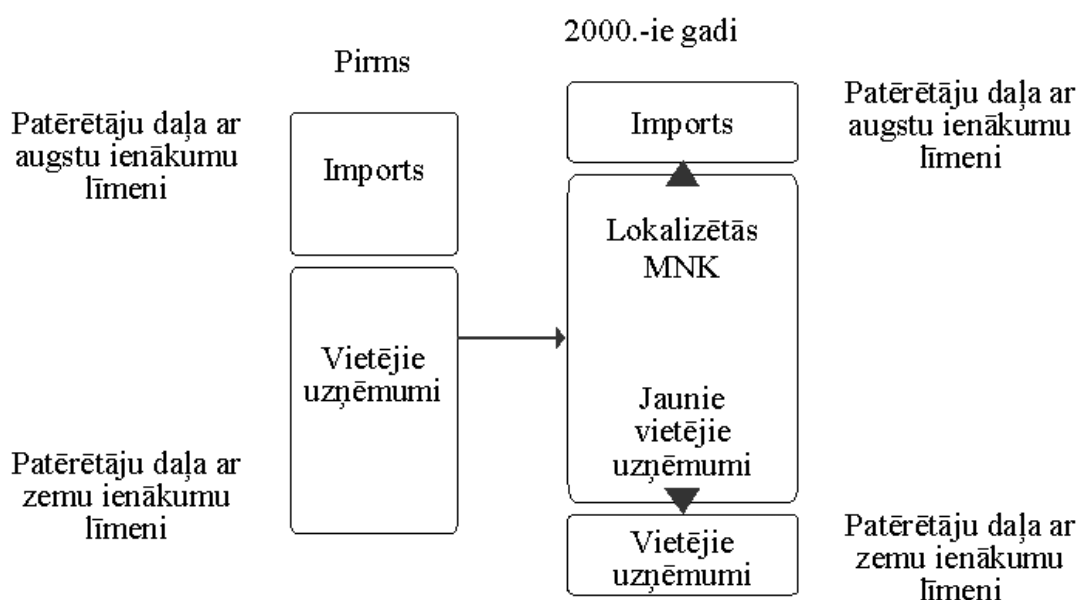 2000.-ie gadi
Pirms
Patērētāju daļa ar
augstu ienākumu
līmeni
Imports
Imports
Patērētāju daļa ar
augstu ienākumu
līmeni
Lokalizētās
MNK
Vietējie
uzņēmumi
Jaunie
vietējie
uzņēmumi
Patērētāju daļa ar
zemu ienākumu
līmeni
Vietējie
uzņēmumi
Patērētāju daļa ar
zemu ienākumu
līmeni